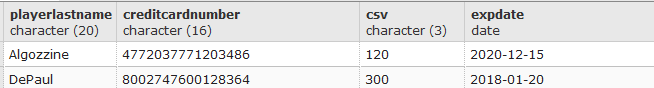 playerlastname creditcardnumber csv expdate
character (20) character (16) character (3) date
Algozzine 4772037771203486 120 2020-12-15
DePaul 8002747600128364 300 2018-01-20